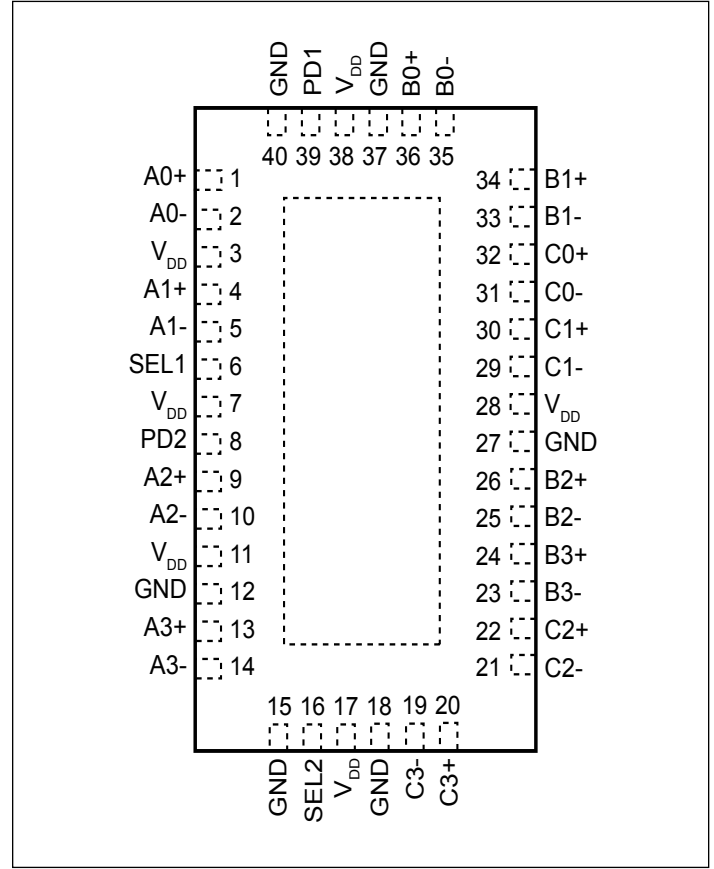 GND PD1 VDD GND B0+ B0-
40 39 38 37 36 35
A0+ 1 34 B1+
A0- 2 33 B1-
VDD 3 32 C0+
A1+ 4 31 C0-
A1- 5 30 C1+
SEL1 6 29 C1-
VDD 7 28 VDD
PD2 8 27 GND
A2+ 9 26 B2+
A2- 10 25 B2-
VDD 11 24 B3+
GND 12 23 B3-
A3+ 13 22 C2+
A3- 14 21 C2-
15 16 17 18 19 20
GND SEL2 VDD GND C3- C3+